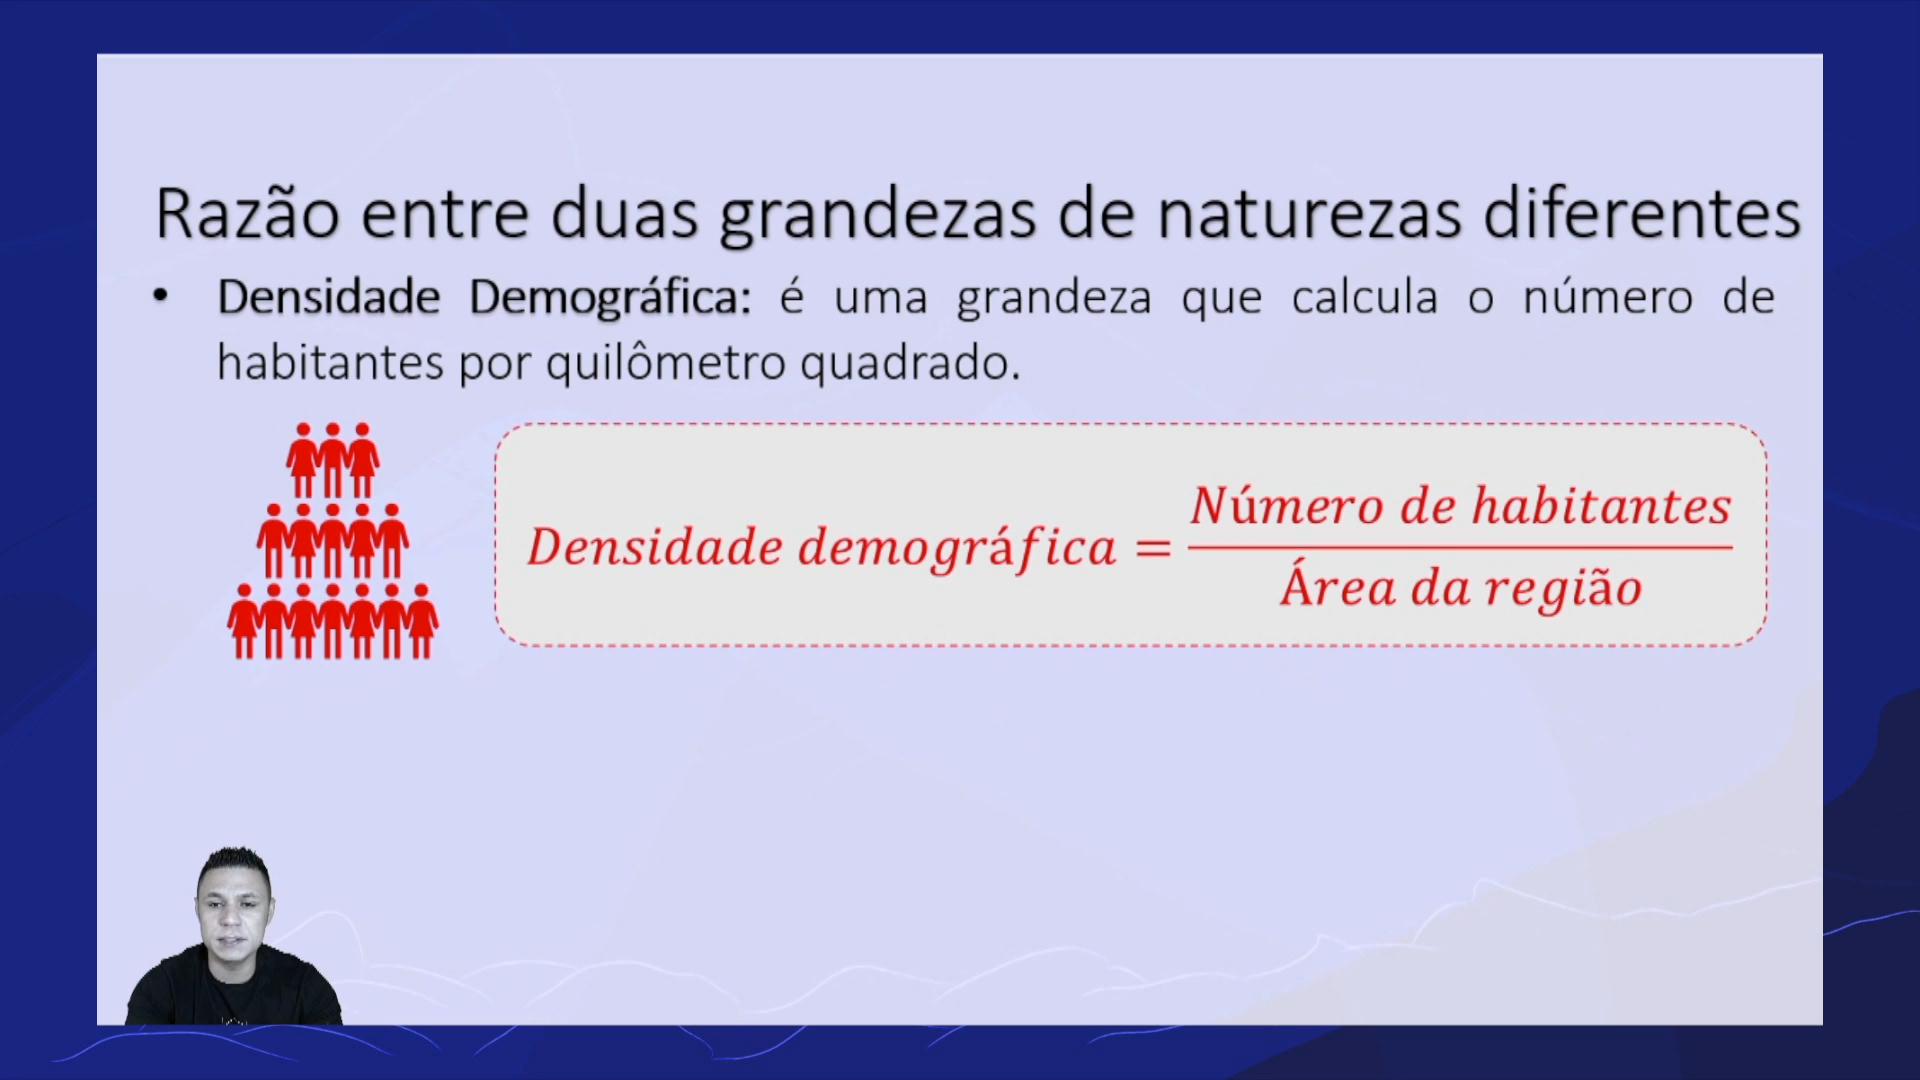 Razão entre duas grandezas de naturezas diferentes
• Densidade Demográfica: é uma grandeza que calcula o número de
habitantes por quilômetro quadrado.
Densidade demográfica = Número de habitantes
Área da região